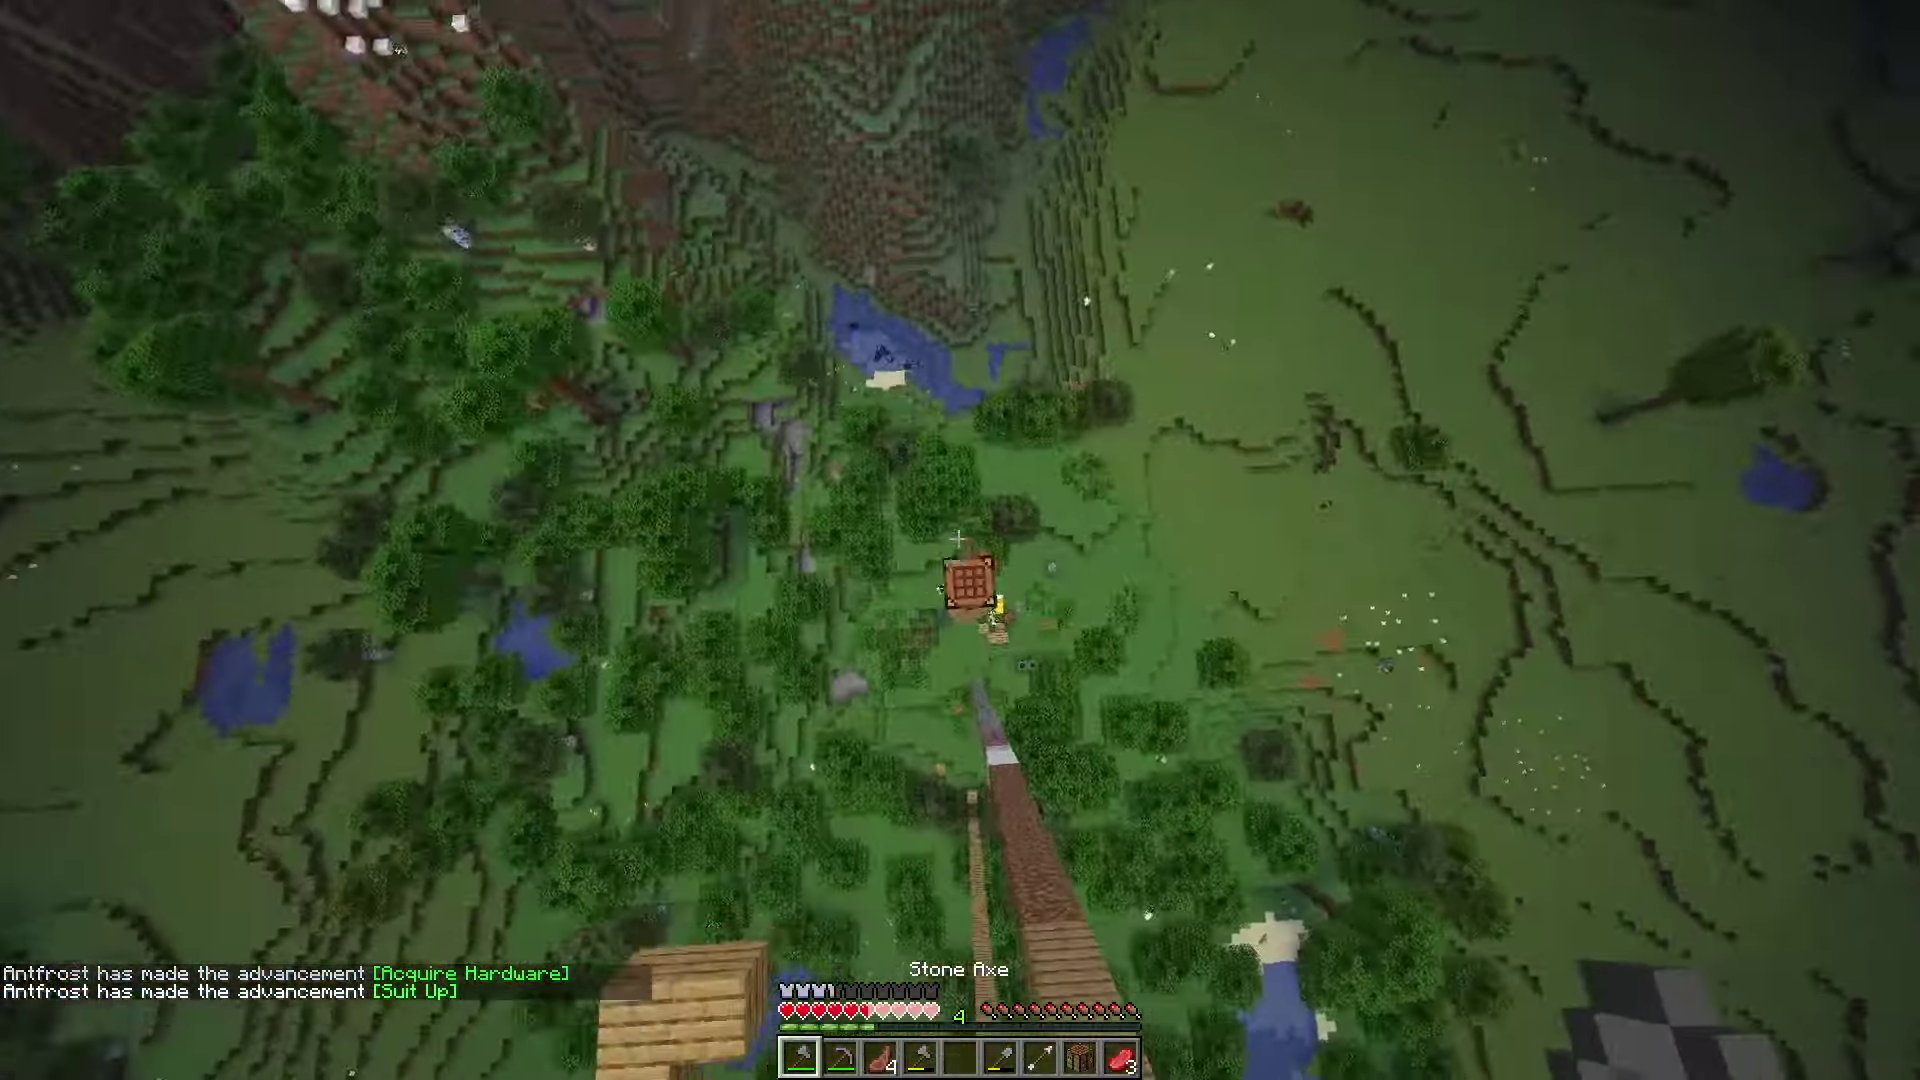 Antfrost has made the advancement [Acquire Hardware]
Antfrost has made the advancement [Suit Up]
Stone Axe
4
4
3